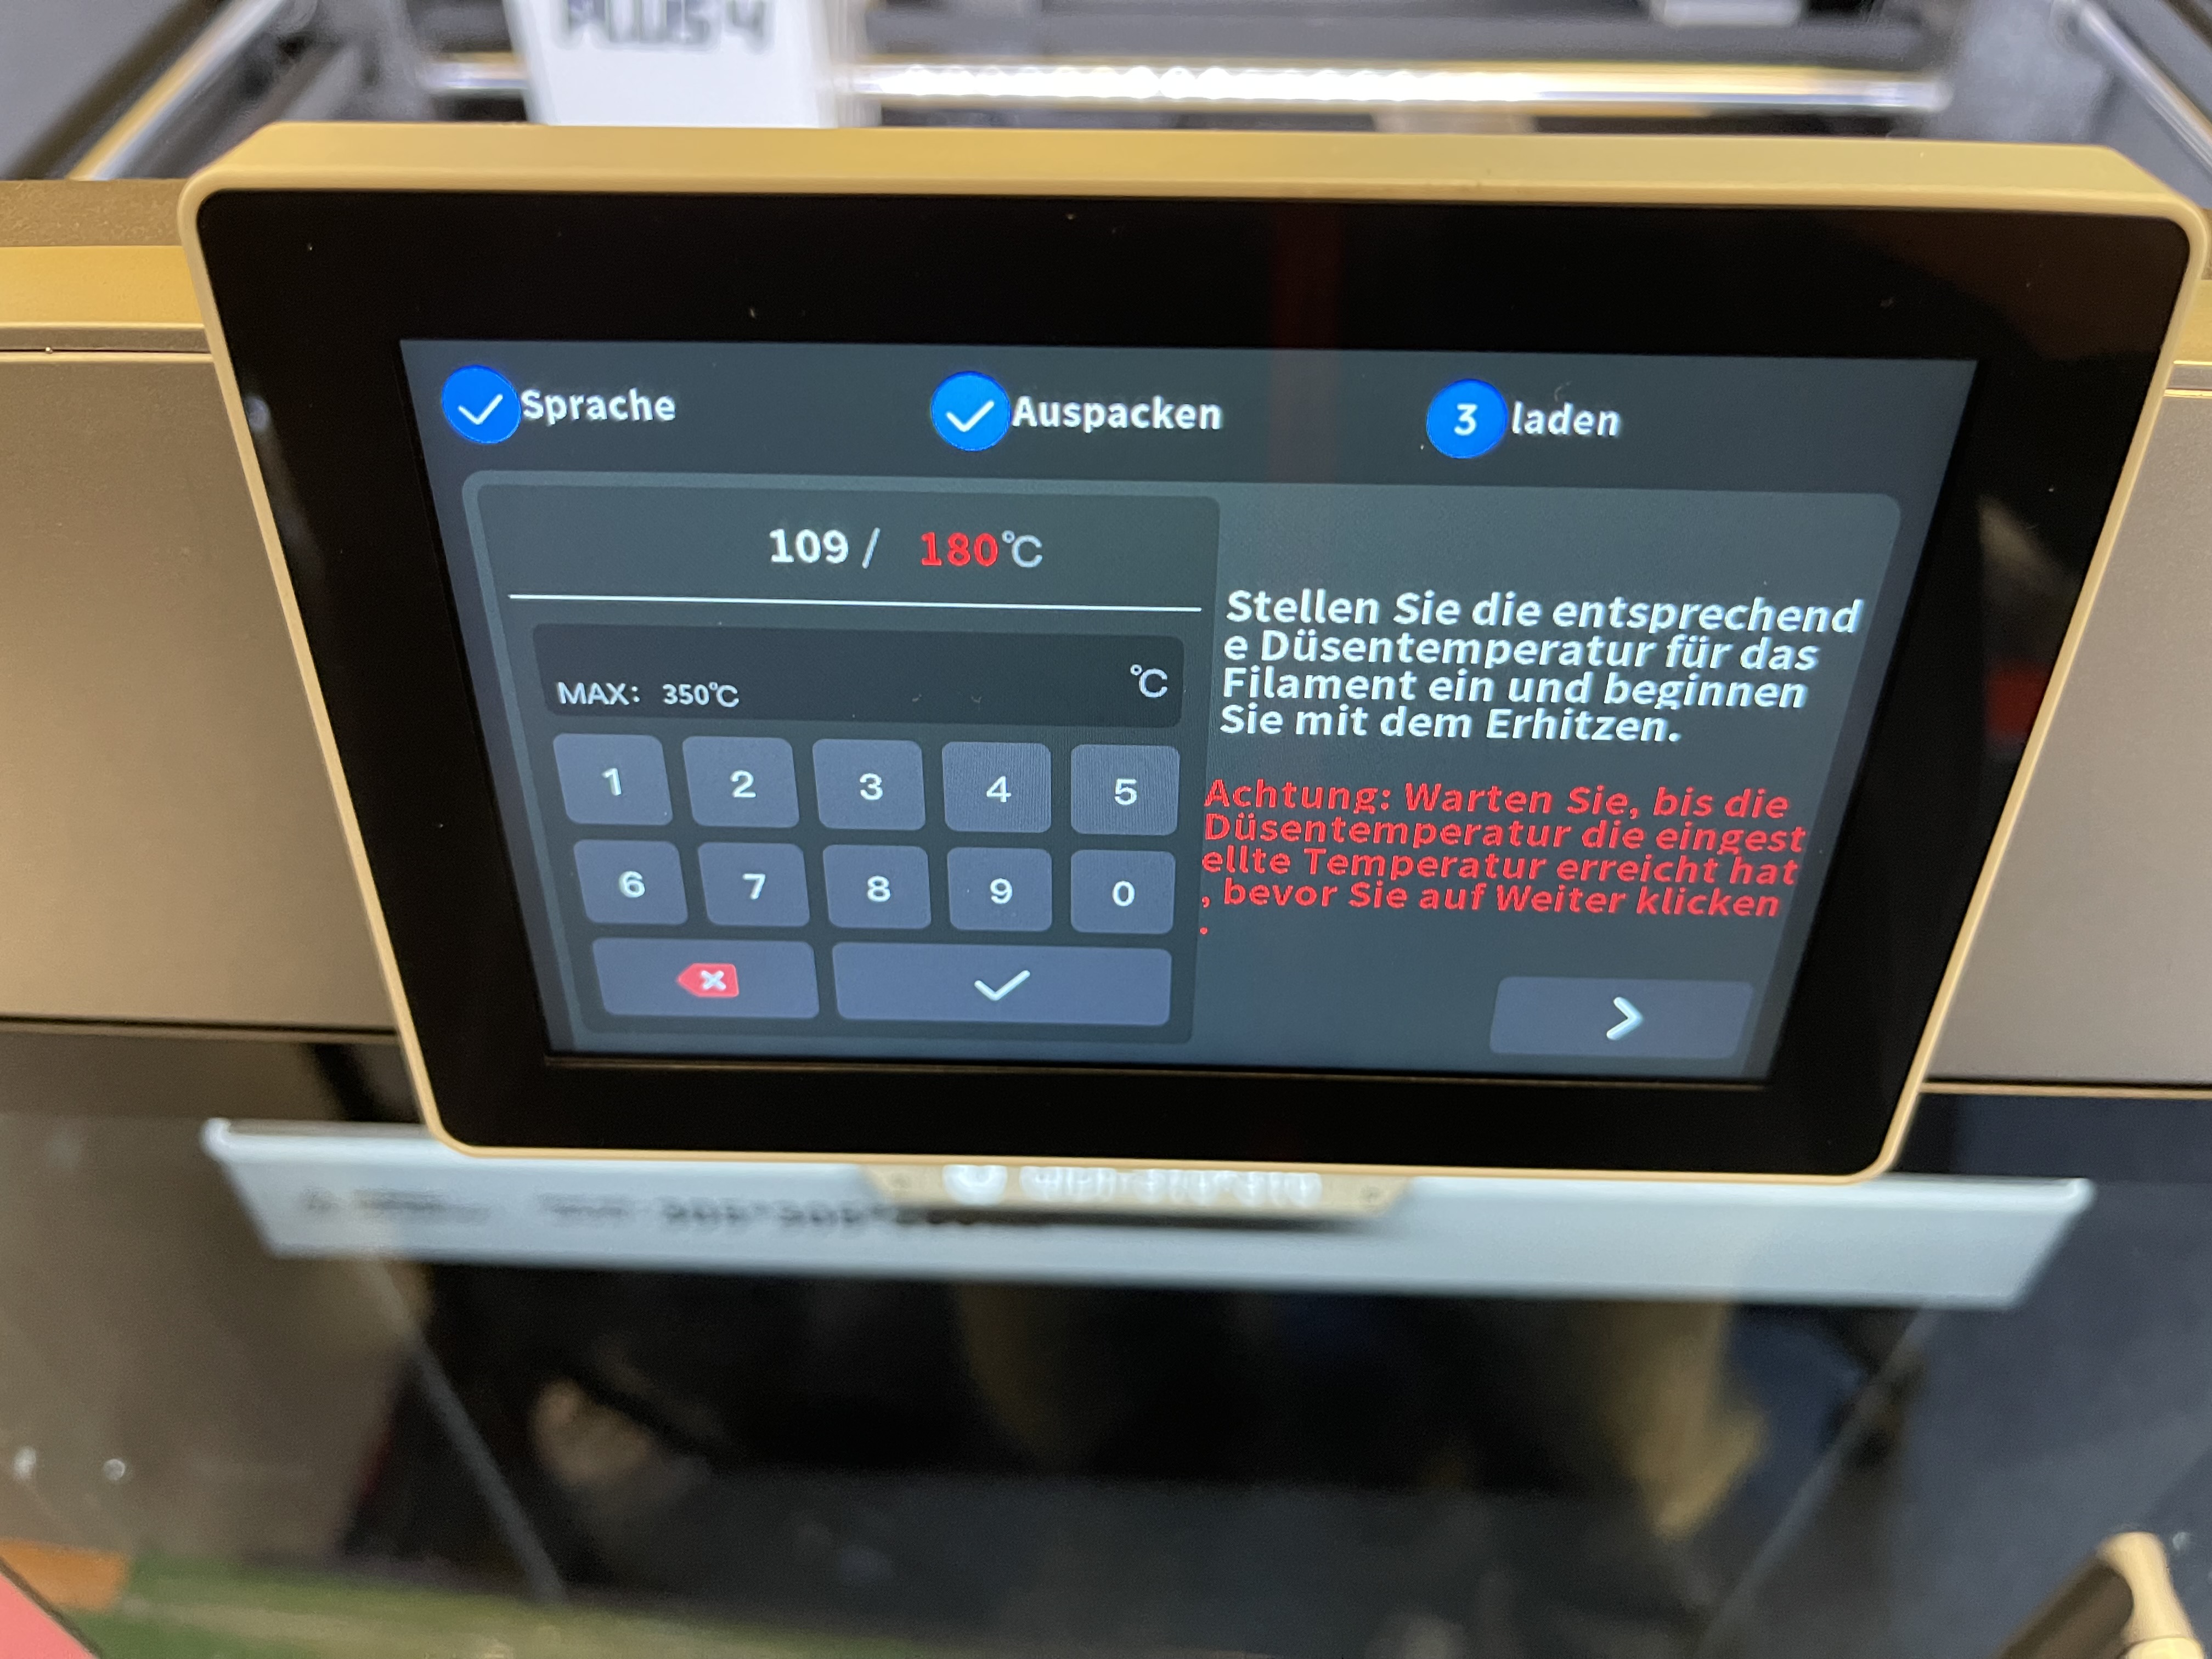 PLUS 4
Sprache
Auspacken
3 laden
109 / 180°C
MAX: 350°C
°C
1 2 3 4 5
6 7 8 9 0
Stellen Sie die entsprechend
e Düsentemperatur für das
Filament ein und beginnen
Sie mit dem Erhitzen.
Achtung: Warten Sie, bis die
Düsentemperatur die eingest
ellte Temperatur erreicht hat
, bevor Sie auf Weiter klicken
.